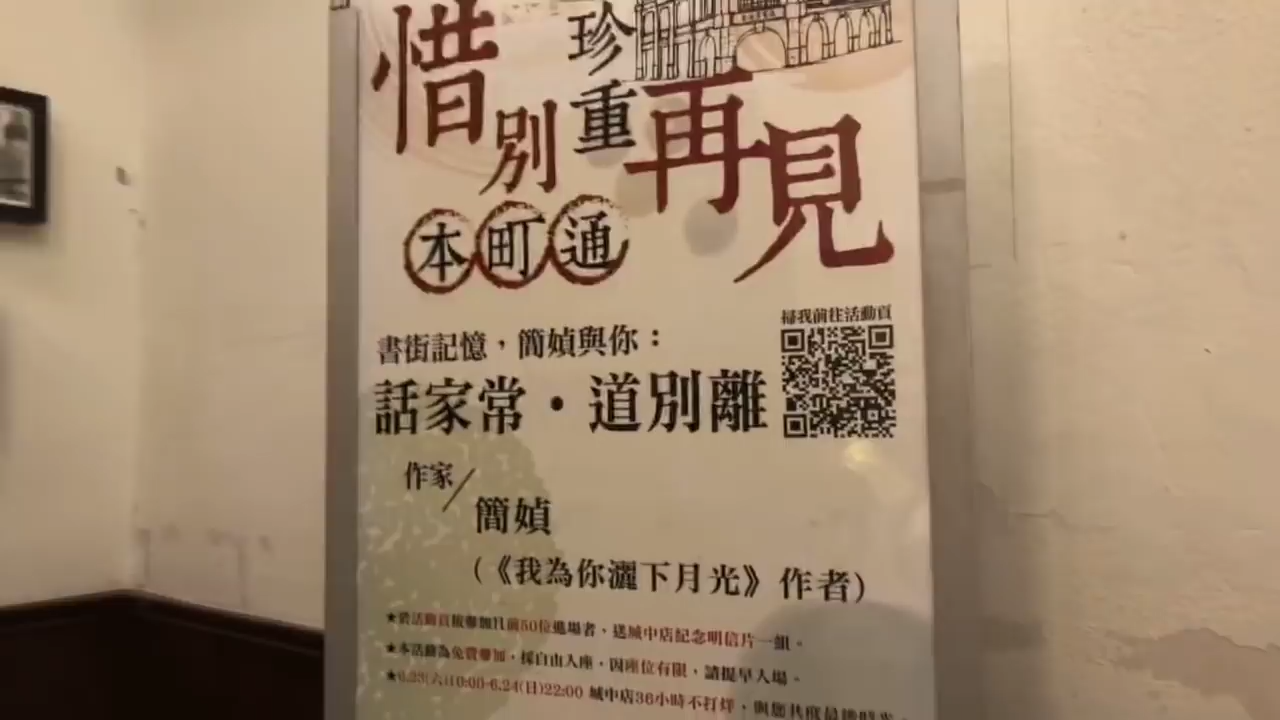 惜別
珍重
再見
本町通
掃我前往活動頁
書街記憶，簡媜與你：
話家常・道別離
作家／
簡媜
（《我為你灑下月光》作者）
★於活動頁報參加且前50位進場者、送城中店紀念明信片一組。
★本活動為免費參加，採自由入座，因座位有限，請提早入場。
★6.23(六)10:00-6.24(日)22:00 城中店36小時不打烊，與您共度最後時光。